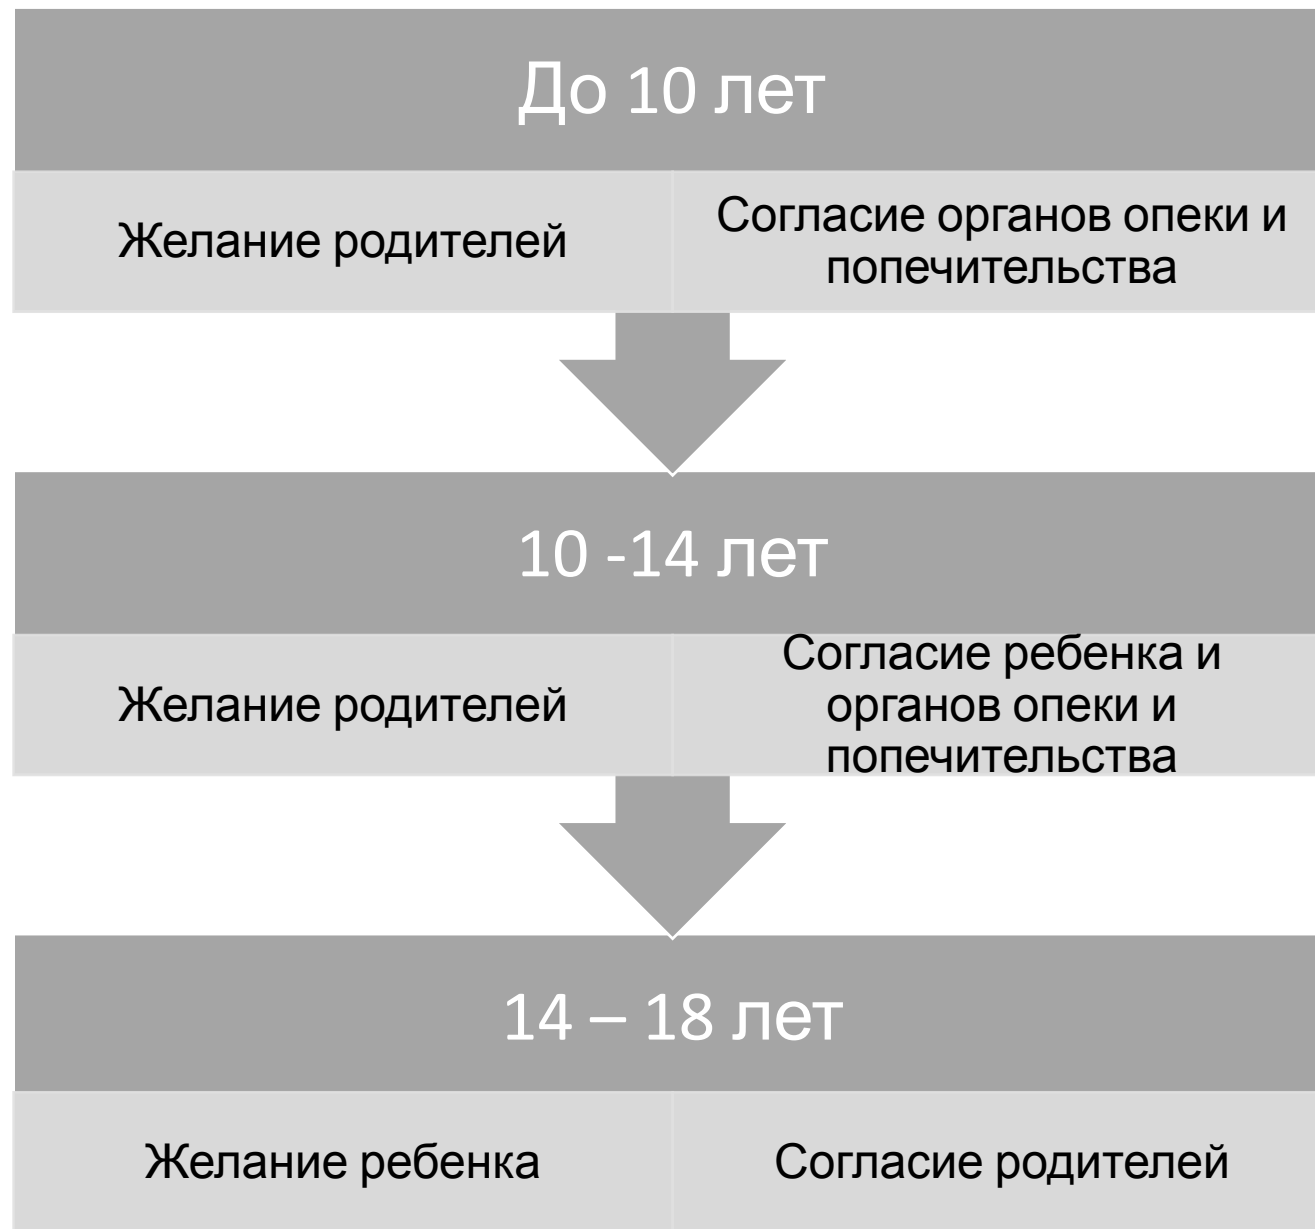 До 10 лет
Желание родителей
Согласие органов опеки и
попечительства
10 -14 лет
Желание родителей
Согласие ребенка и
органов опеки и
попечительства
14 – 18 лет
Желание ребенка
Согласие родителей